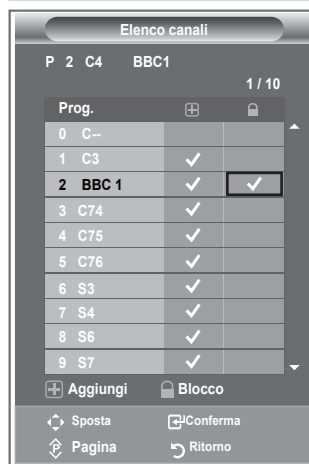 Elenco canali
P 2 C4 BBC1
1 / 10
Prog.
0 C--
1 C3
2 BBC 1
3 C74
4 C75
5 C76
6 S3
7 S4
8 S6
9 S7
Aggiungi Blocco
Sposta Conferma
Pagina Ritorno